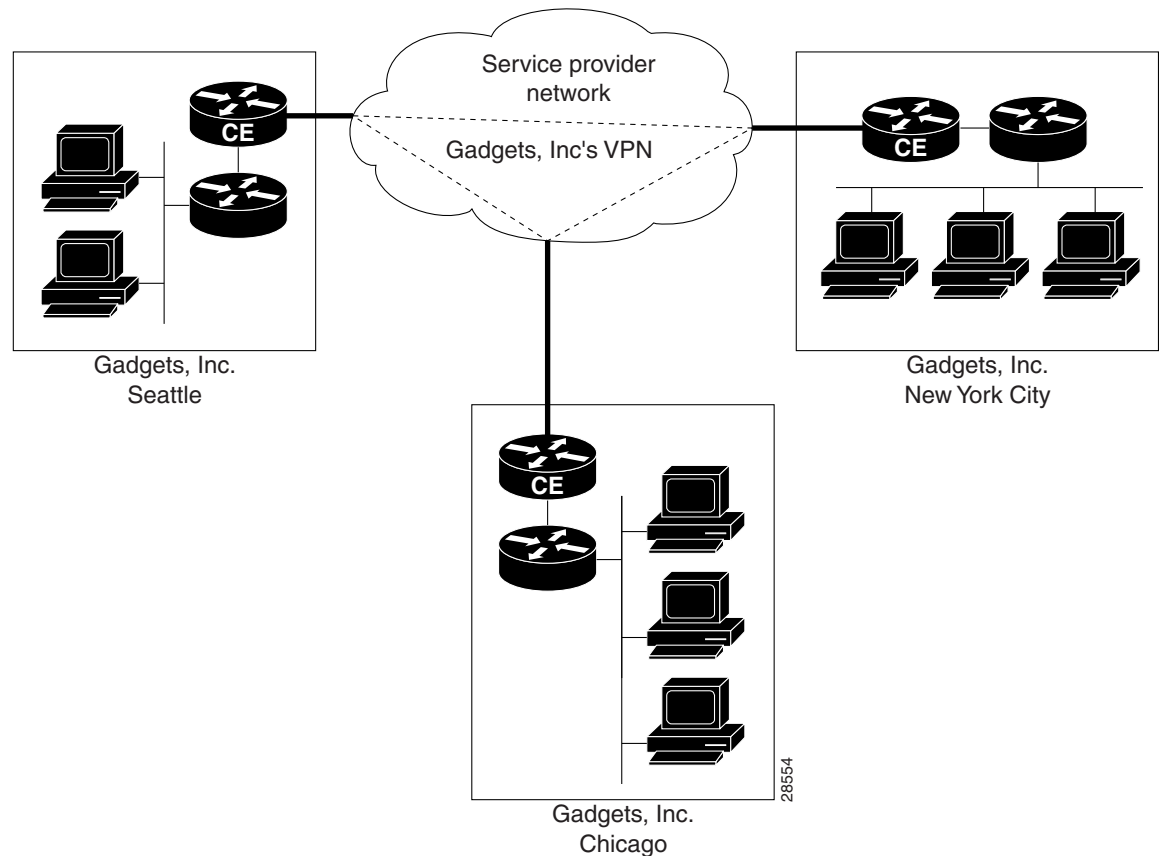 Service provider
network
Gadgets, Inc's VPN
CE
CE
Gadgets, Inc.
Seattle
Gadgets, Inc.
New York City
CE
28554
Gadgets, Inc.
Chicago